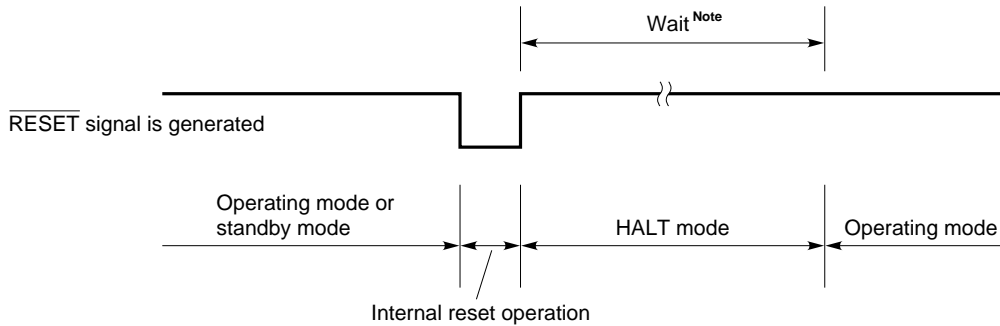 Wait Note
RESET signal is generated
Operating mode or
standby mode
HALT mode
Operating mode
Internal reset operation